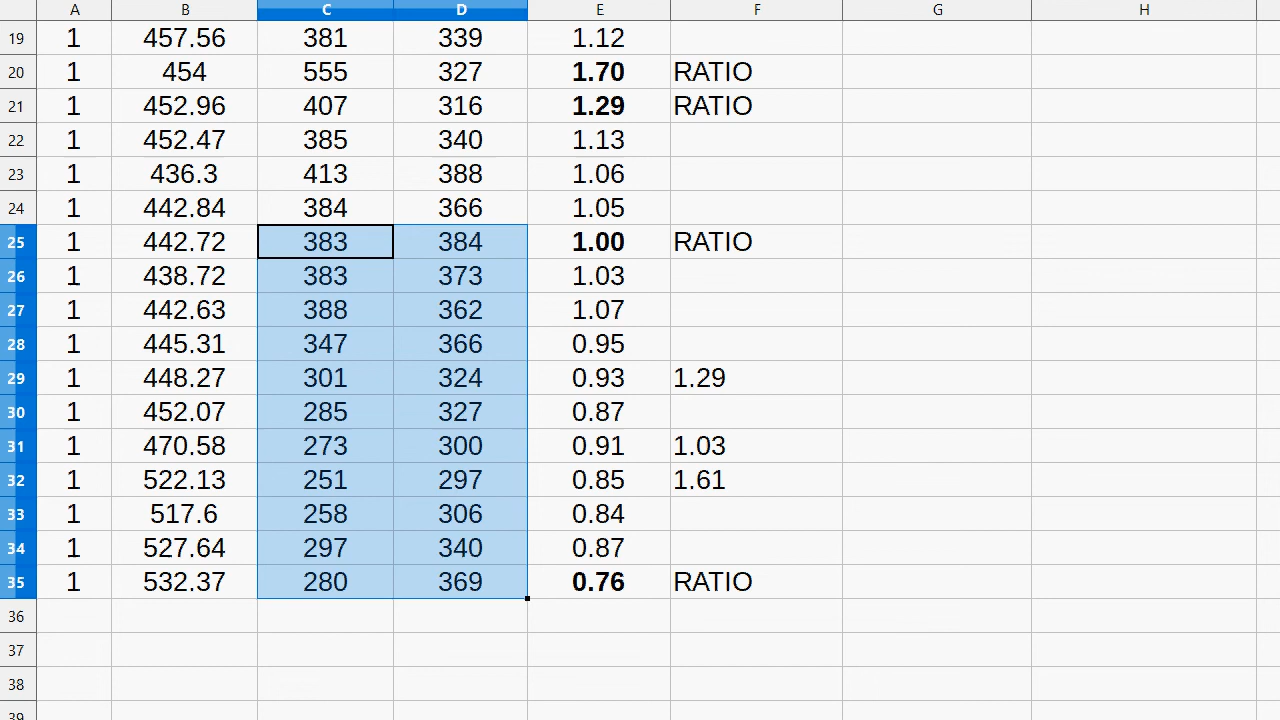 A B C D E F G H
19 1 457.56 381 339 1.12
20 1 454 555 327 1.70 RATIO
21 1 452.96 407 316 1.29 RATIO
22 1 452.47 385 340 1.13
23 1 436.3 413 388 1.06
24 1 442.84 384 366 1.05
25 1 442.72 383 384 1.00 RATIO
26 1 438.72 383 373 1.03
27 1 442.63 388 362 1.07
28 1 445.31 347 366 0.95
29 1 448.27 301 324 0.93 1.29
30 1 452.07 285 327 0.87
31 1 470.58 273 300 0.91 1.03
32 1 522.13 251 297 0.85 1.61
33 1 517.6 258 306 0.84
34 1 527.64 297 340 0.87
35 1 532.37 280 369 0.76 RATIO
36
37
38
39